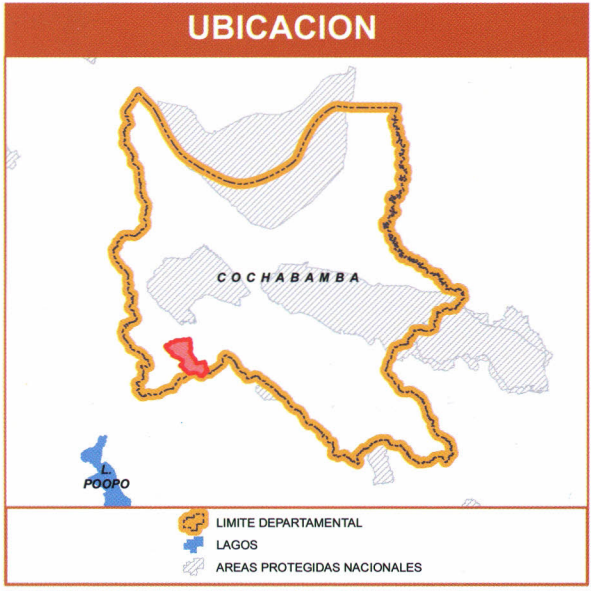 UBICACION
COCHABAMBA
L.
POOPO
LIMITE DEPARTAMENTAL
LAGOS
AREAS PROTEGIDAS NACIONALES